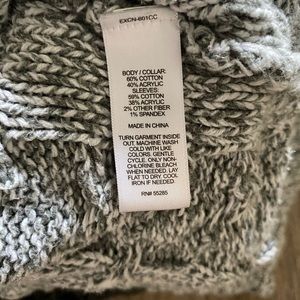 EXCN-601CC
BODY / COLLAR:
60% COTTON
40% ACRYLIC
SLEEVES:
59% COTTON
38% ACRYLIC
2% OTHER FIBER
1% SPANDEX
MADE IN CHINA
TURN GARMENT INSIDE
OUT. MACHINE WASH
COLD WITH LIKE
COLORS. GENTLE
CYCLE. ONLY NON-
CHLORINE BLEACH
WHEN NEEDED. LAY
FLAT TO DRY. COOL
IRON IF NEEDED.
RN# 55285